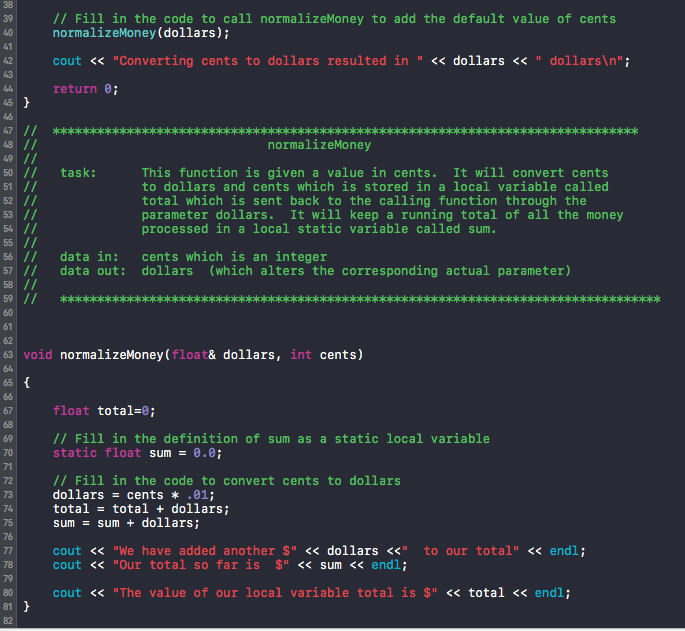 38
39 // Fill in the code to call normalizeMoney to add the default value of cents
40 normalizeMoney(dollars);
41
42 cout << "Converting cents to dollars resulted in " << dollars << " dollars\n";
43
44 return 0;
45 }
46
47 // *******************************************************************************
48 // normalizeMoney
49 //
50 // task: This function is given a value in cents. It will convert cents
51 // to dollars and cents which is stored in a local variable called
52 // total which is sent back to the calling function through the
53 // parameter dollars. It will keep a running total of all the money
54 // processed in a local static variable called sum.
55 //
56 // data in: cents which is an integer
57 // data out: dollars (which alters the corresponding actual parameter)
58 //
59 // *********************************************************************************
60
61
62
63 void normalizeMoney(float& dollars, int cents)
64
65 {
66
67 float total=0;
68
69 // Fill in the definition of sum as a static local variable
70 static float sum = 0.0;
71
72 // Fill in the code to convert cents to dollars
73 dollars = cents * .01;
74 total = total + dollars;
75 sum = sum + dollars;
76
77 cout << "We have added another $" << dollars <<" to our total" << endl;
78 cout << "Our total so far is $" << sum << endl;
79
80 cout << "The value of our local variable total is $" << total << endl;
81 }
82